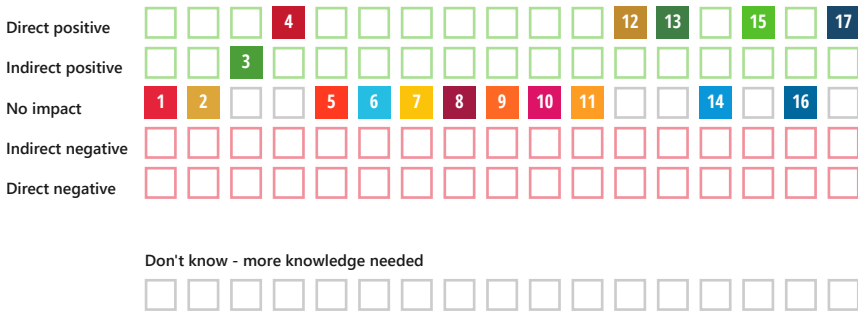 Direct positive 4 12 13 15 17
Indirect positive 3
No impact 1 2 5 6 7 8 9 10 11 14 16
Indirect negative
Direct negative
Don't know - more knowledge needed